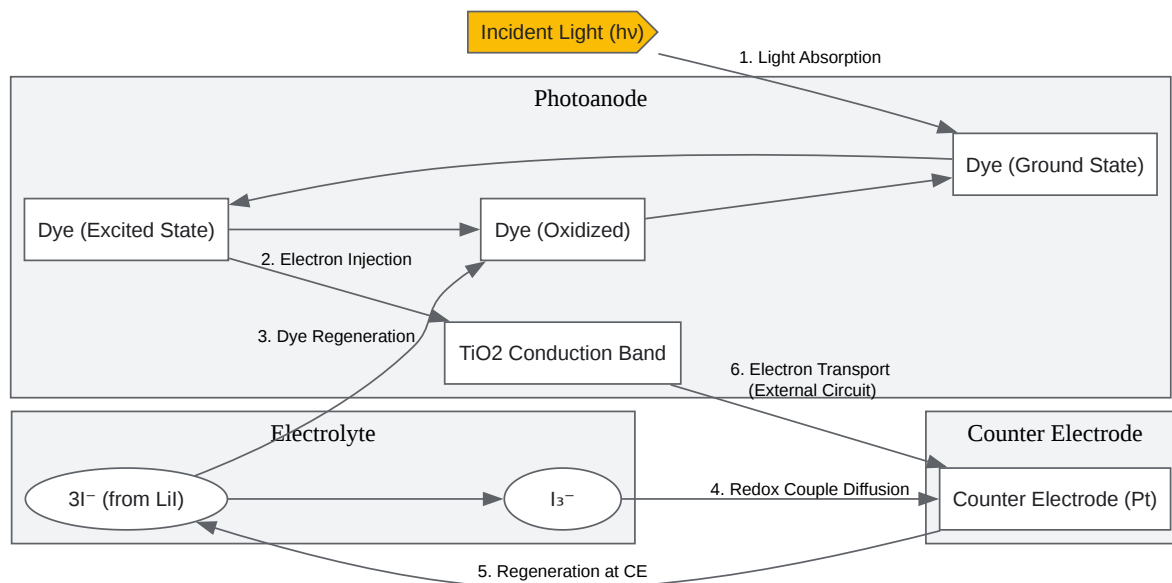 Incident Light (hν)
1. Light Absorption
Photoanode
Dye (Ground State)
Dye (Excited State)
Dye (Oxidized)
2. Electron Injection
3. Dye Regeneration
TiO2 Conduction Band
6. Electron Transport
(External Circuit)
Electrolyte
Counter Electrode
3I⁻ (from LiI)
I₃⁻
4. Redox Couple Diffusion
Counter Electrode (Pt)
5. Regeneration at CE